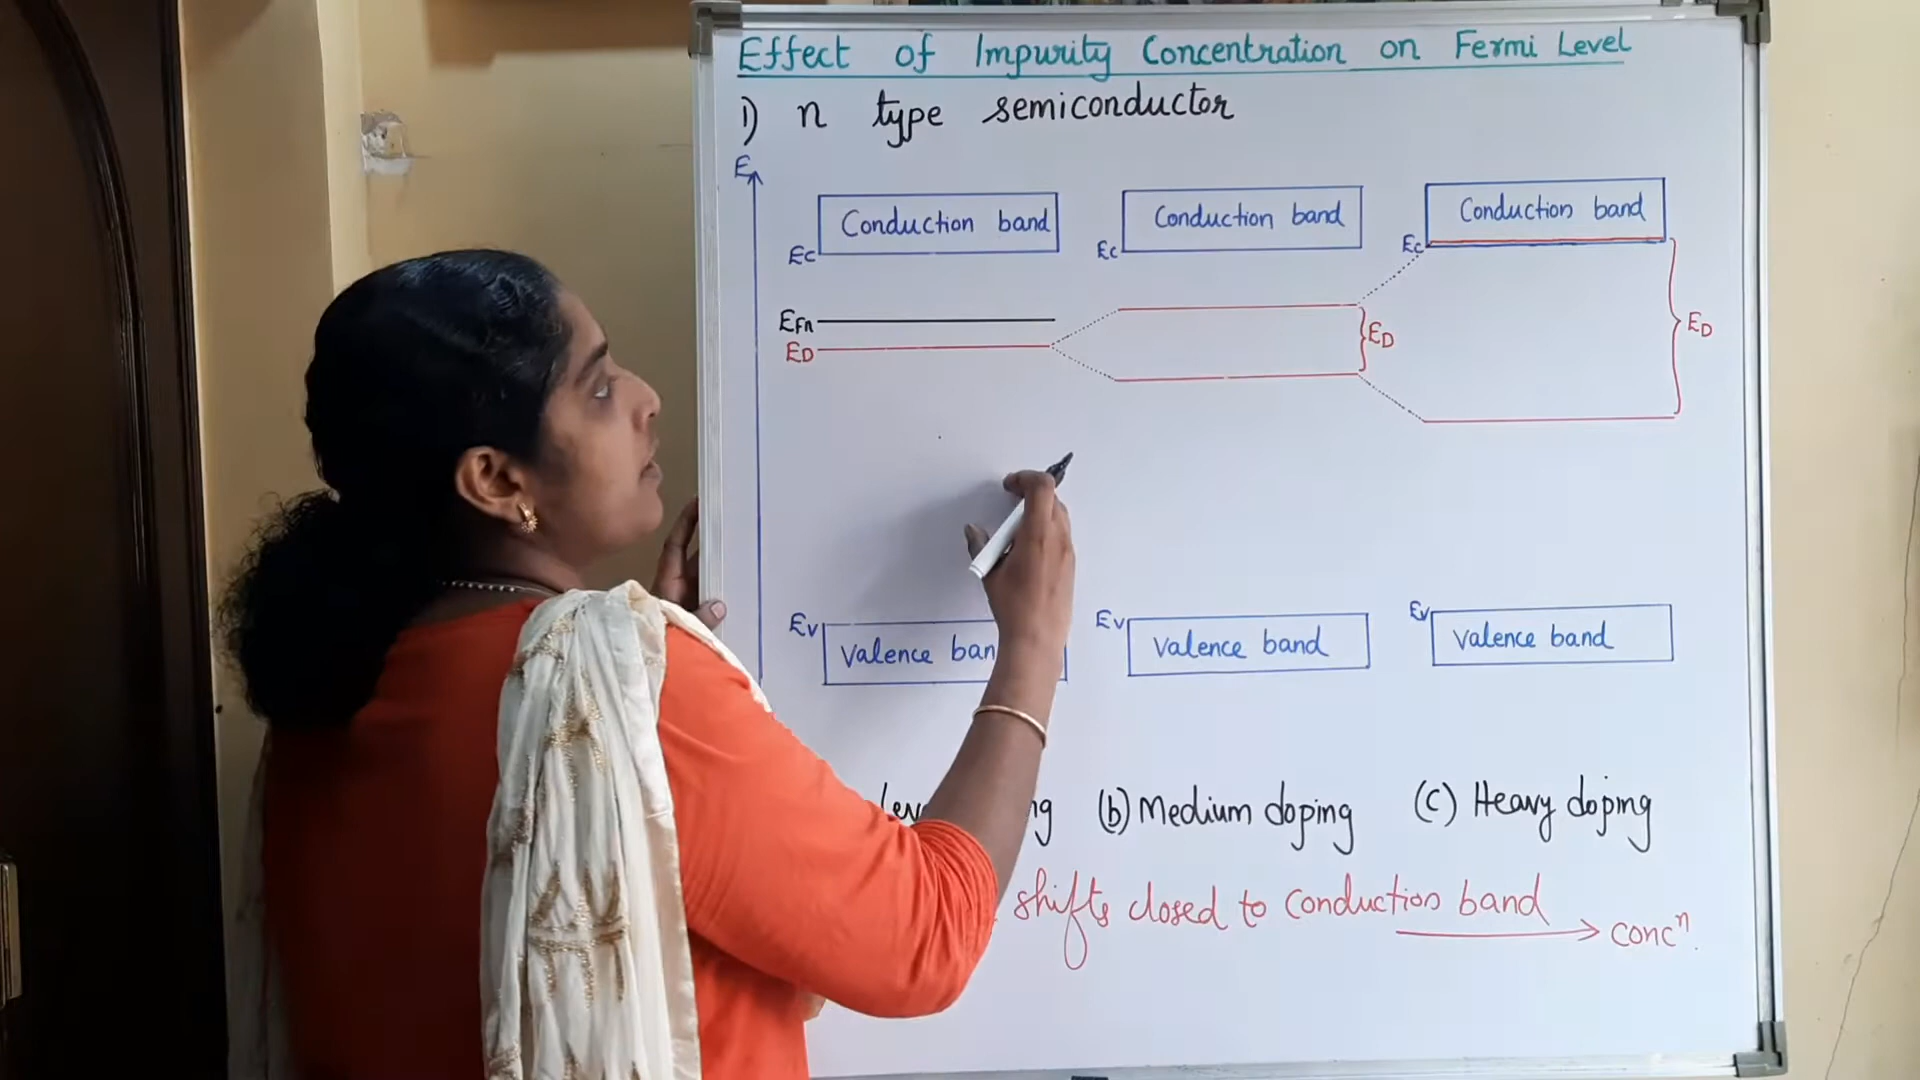 Effect of Impurity Concentration on Fermi Level
1) n type semiconductor
E
Conduction band Conduction band Conduction band
Ec Ec Ec
EFn
ED ED ED
Ev Ev Ev
Valence ban Valence band Valence band
(b) Medium doping (c) Heavy doping
shifts closed to conduction band
concⁿ.